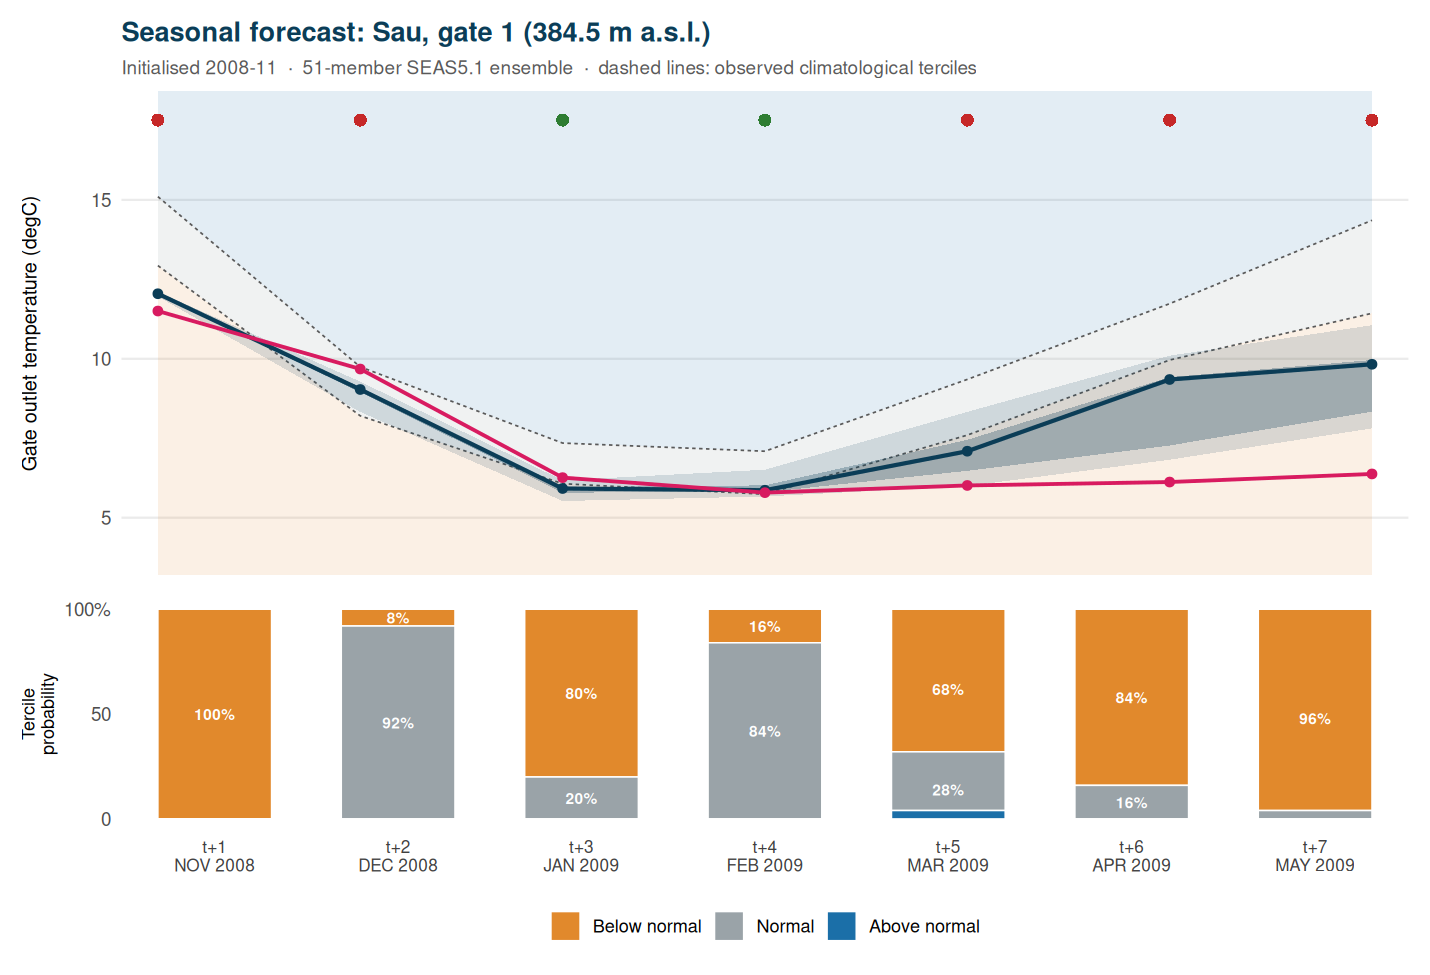 Seasonal forecast: Sau, gate 1 (384.5 m a.s.l.)
Initialised 2008-11 · 51-member SEAS5.1 ensemble · dashed lines: observed climatological terciles
Gate outlet temperature (degC)
15
10
5
Tercile
probability
100%
50
0
100%
8%
92%
80%
20%
16%
84%
68%
28%
84%
16%
96%
t+1
NOV 2008
t+2
DEC 2008
t+3
JAN 2009
t+4
FEB 2009
t+5
MAR 2009
t+6
APR 2009
t+7
MAY 2009
Below normal
Normal
Above normal